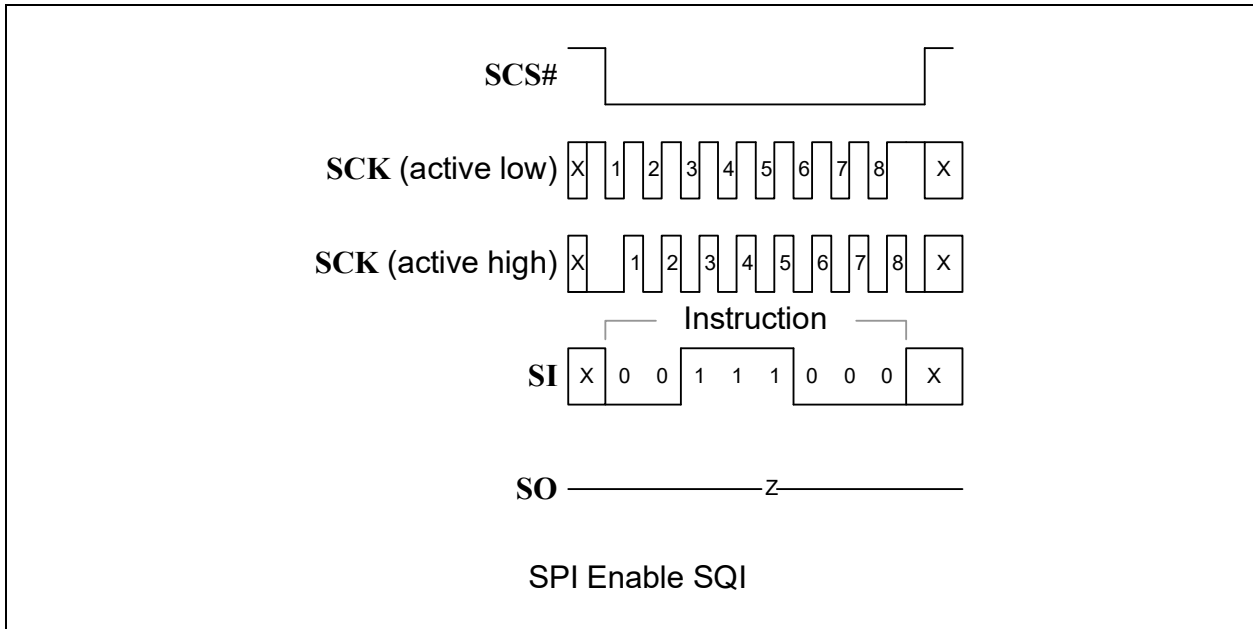 SCS#
SCK (active low) X 1 2 3 4 5 6 7 8 X
SCK (active high) X 1 2 3 4 5 6 7 8 X
Instruction
SI X 0 0 1 1 1 0 0 0 X
SO Z
SPI Enable SQI